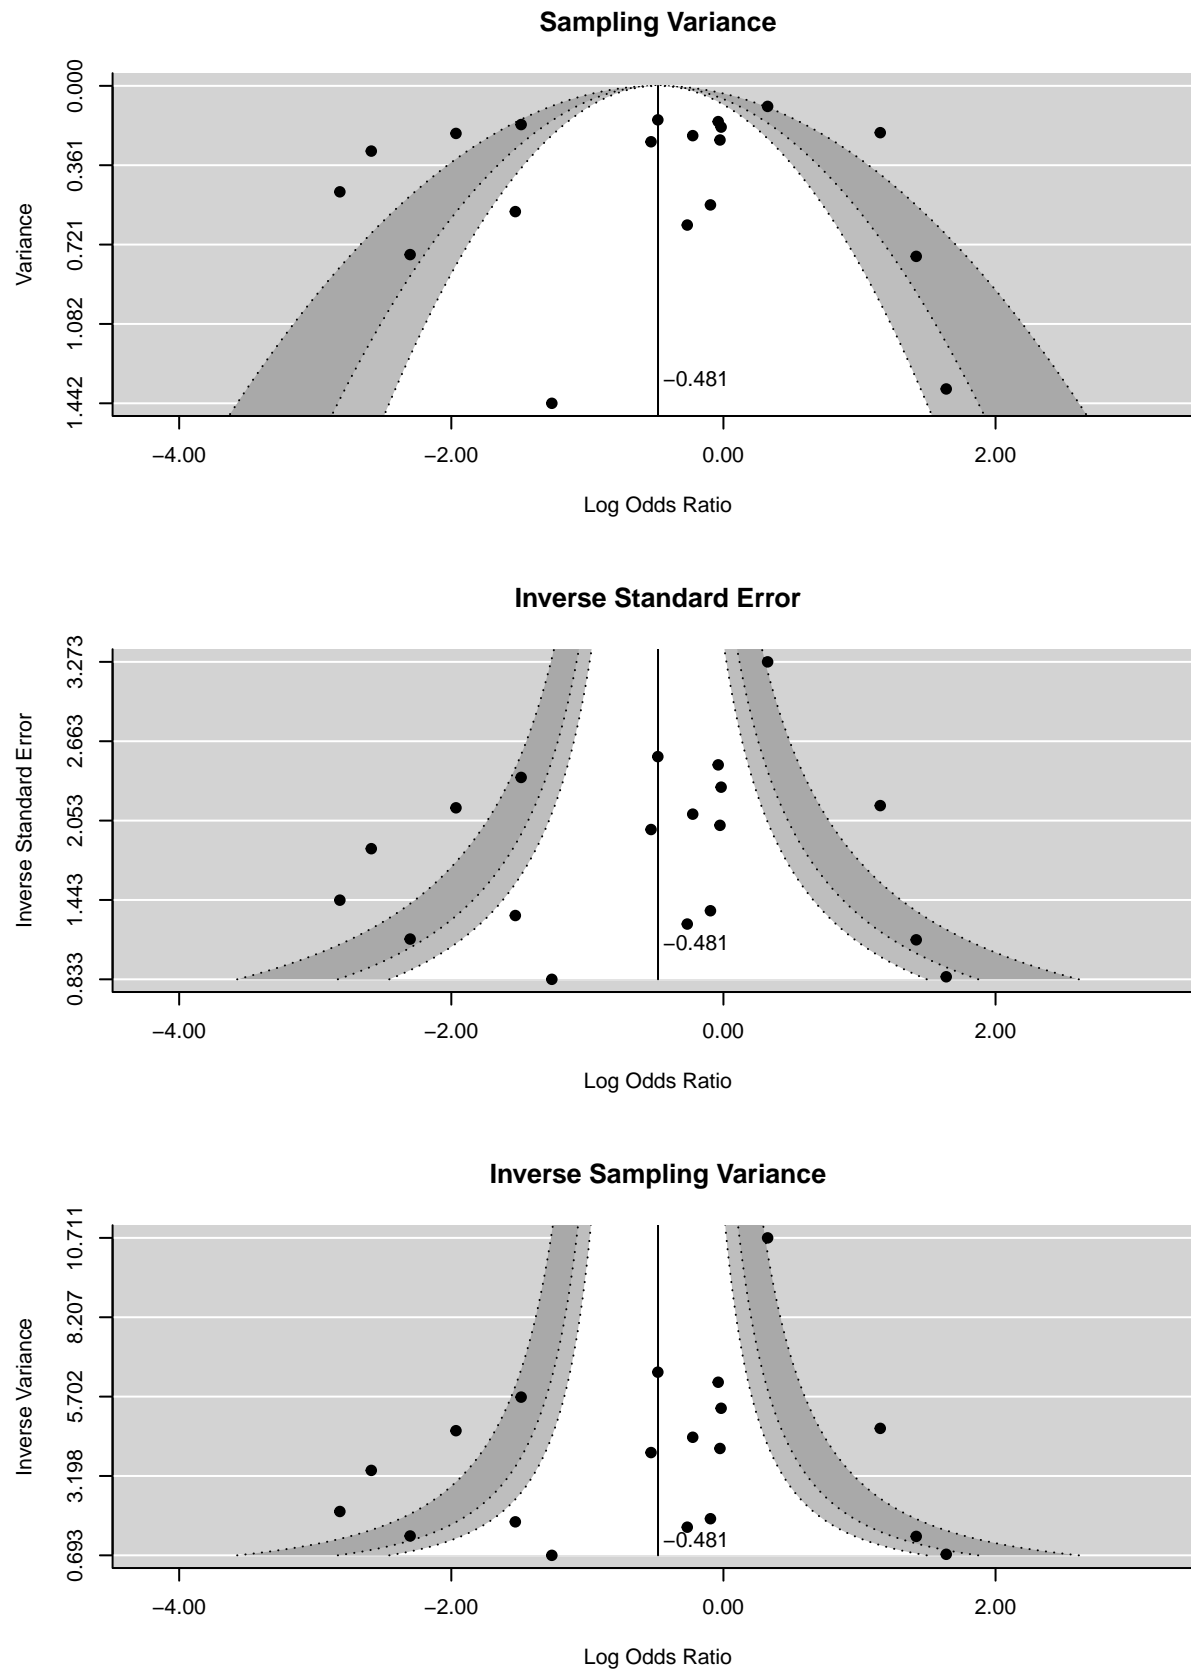 Sampling Variance
0.000
0.361
0.721
1.082
1.442
Variance
−0.481
−4.00 −2.00 0.00 2.00
Log Odds Ratio
Inverse Standard Error
3.273
2.663
2.053
1.443
0.833
Inverse Standard Error
−0.481
−4.00 −2.00 0.00 2.00
Log Odds Ratio
Inverse Sampling Variance
10.711
8.207
5.702
3.198
0.693
Inverse Variance
−0.481
−4.00 −2.00 0.00 2.00
Log Odds Ratio